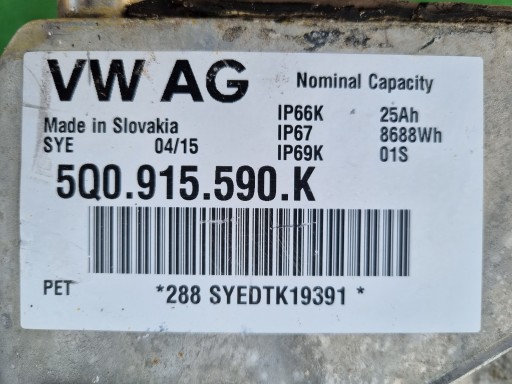 VW AG Nominal Capacity
IP66K 25Ah
Made in Slovakia IP67 8688Wh
SYE 04/15 IP69K 01S
5Q0.915.590.K
PET *288 SYEDTK19391 *